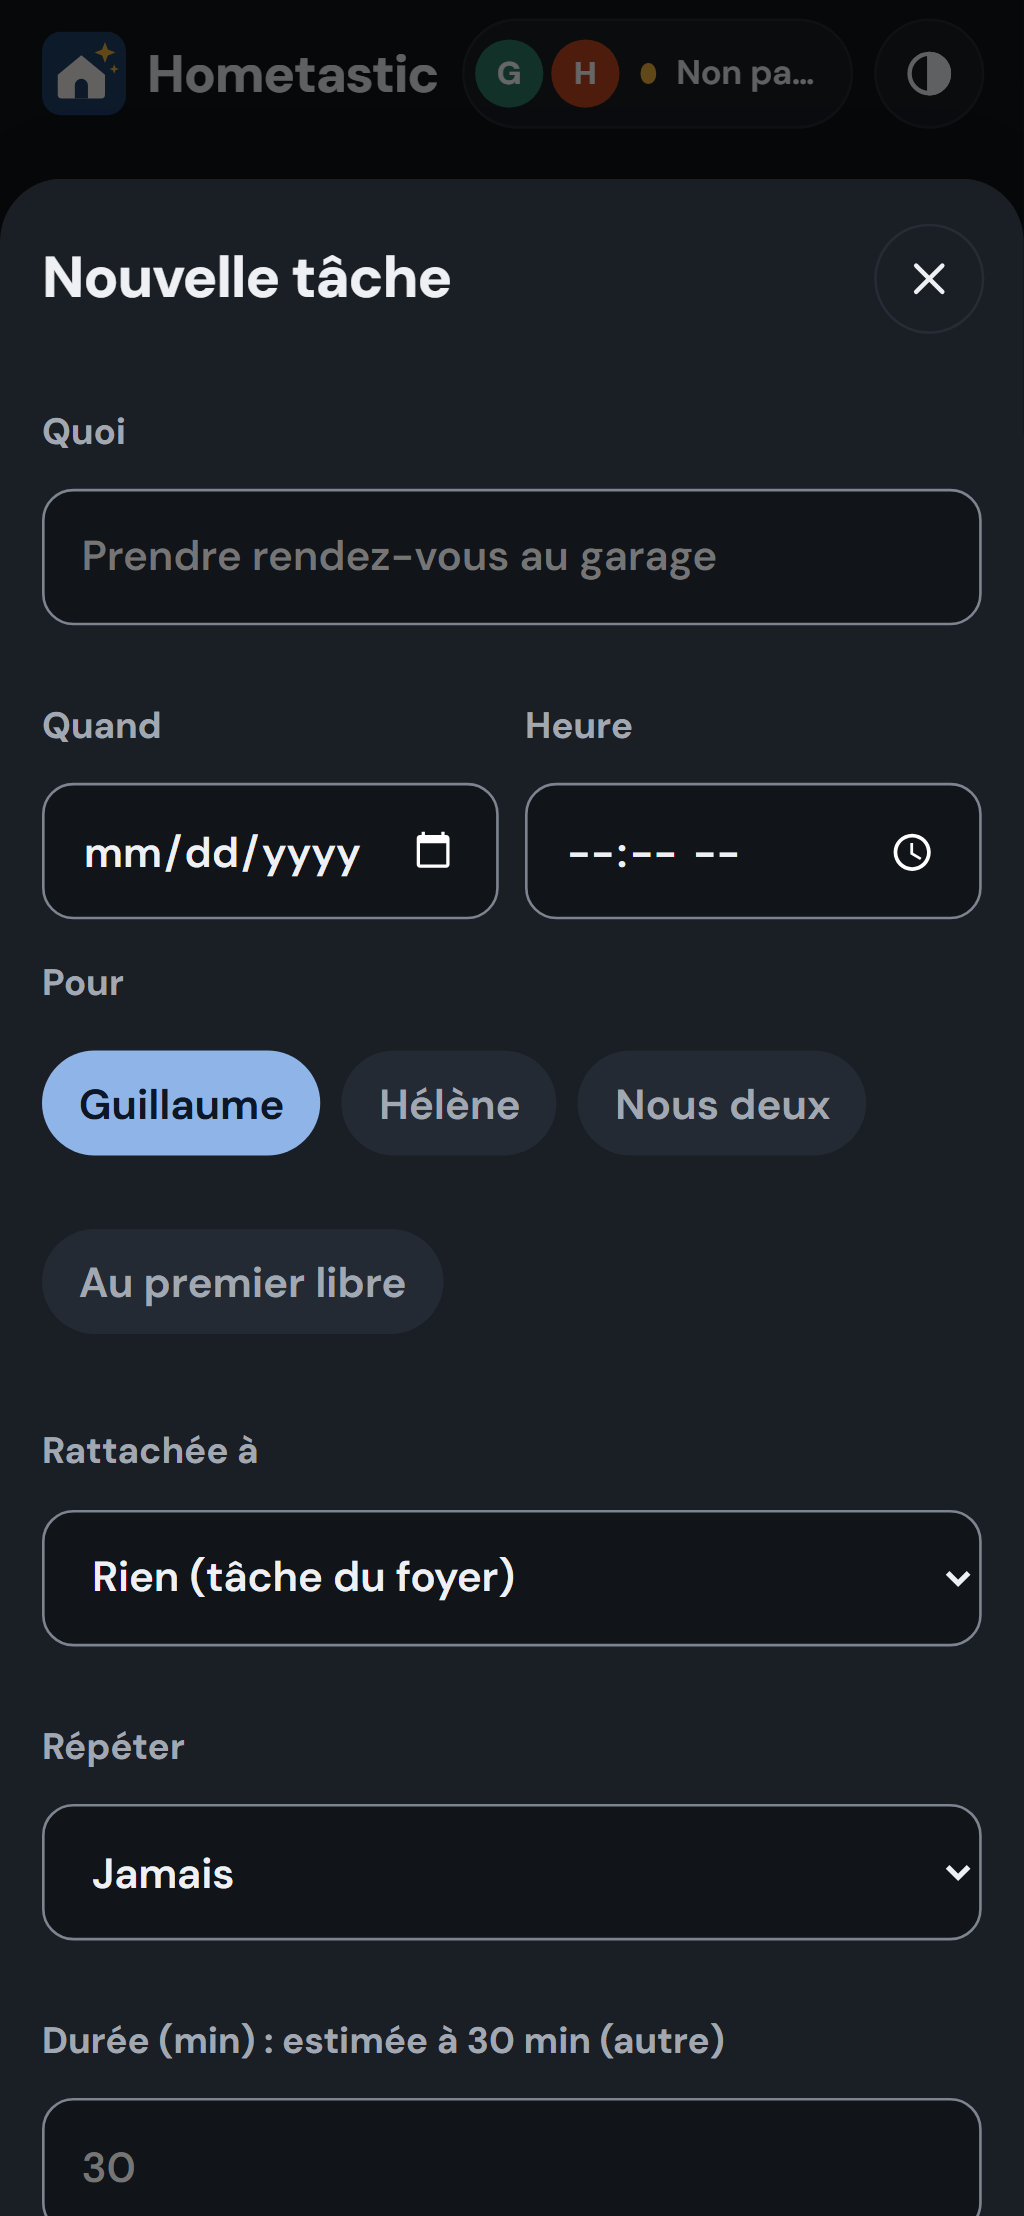 Hometastic
G H Non pa...
Nouvelle tâche
Quoi
Prendre rendez-vous au garage
Quand Heure
mm/dd/yyyy --:-- --
Pour
Guillaume Hélène Nous deux
Au premier libre
Rattachée à
Rien (tâche du foyer)
Répéter
Jamais
Durée (min) : estimée à 30 min (autre)
30